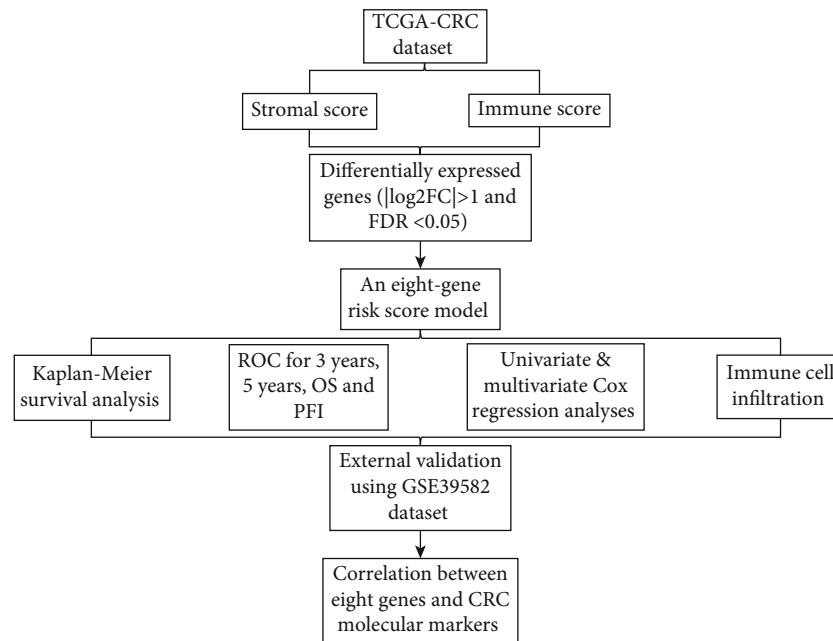 TCGA-CRC
dataset
Stromal score
Immune score
Differentially expressed
genes (|log2FC|>1 and
FDR <0.05)
An eight-gene
risk score model
Kaplan-Meier
survival analysis
ROC for 3 years,
5 years, OS and
PFI
Univariate &
multivariate Cox
regression analyses
Immune cell
infiltration
External validation
using GSE39582
dataset
Correlation between
eight genes and CRC
molecular markers